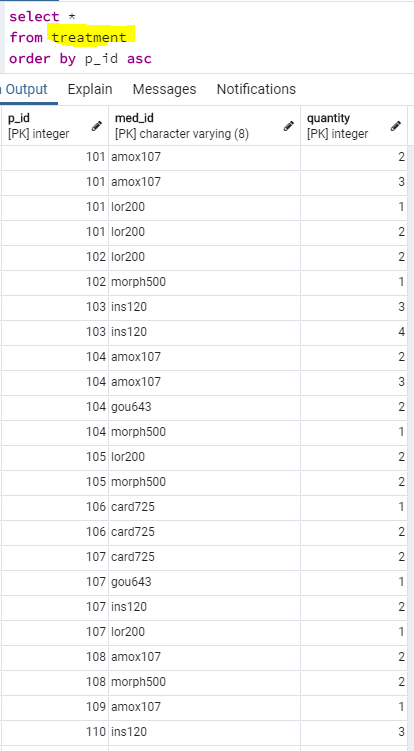 select *
from treatment
order by p_id asc
Output Explain Messages Notifications
p_id med_id quantity
[PK] integer [PK] character varying (8) [PK] integer
101 amox107 2
101 amox107 3
101 lor200 1
101 lor200 2
102 lor200 2
102 morph500 1
103 ins120 3
103 ins120 4
104 amox107 2
104 amox107 3
104 gou643 2
104 morph500 1
105 lor200 2
105 morph500 2
106 card725 1
106 card725 2
107 card725 2
107 gou643 1
107 ins120 2
107 lor200 1
108 amox107 2
108 morph500 2
109 amox107 1
110 ins120 3